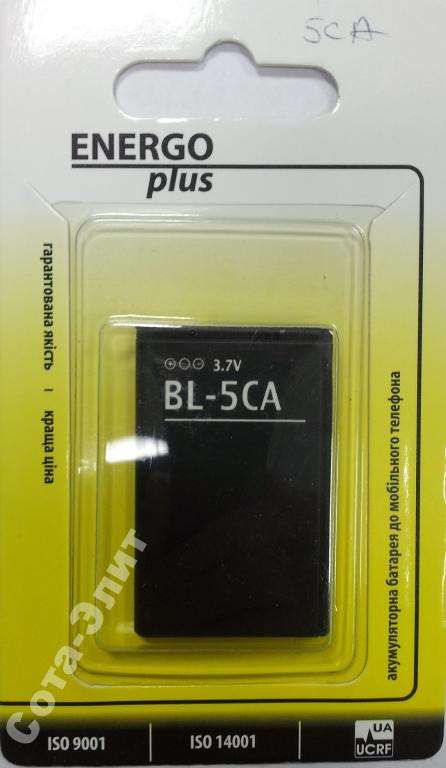 5CA
ENERGO
plus
гарантована якість | краща ціна
3.7V
BL-5CA
акумуляторна батарея до мобільного телефона
Сота-Элит
ISO 9001 | ISO 14001
UA
UCRF